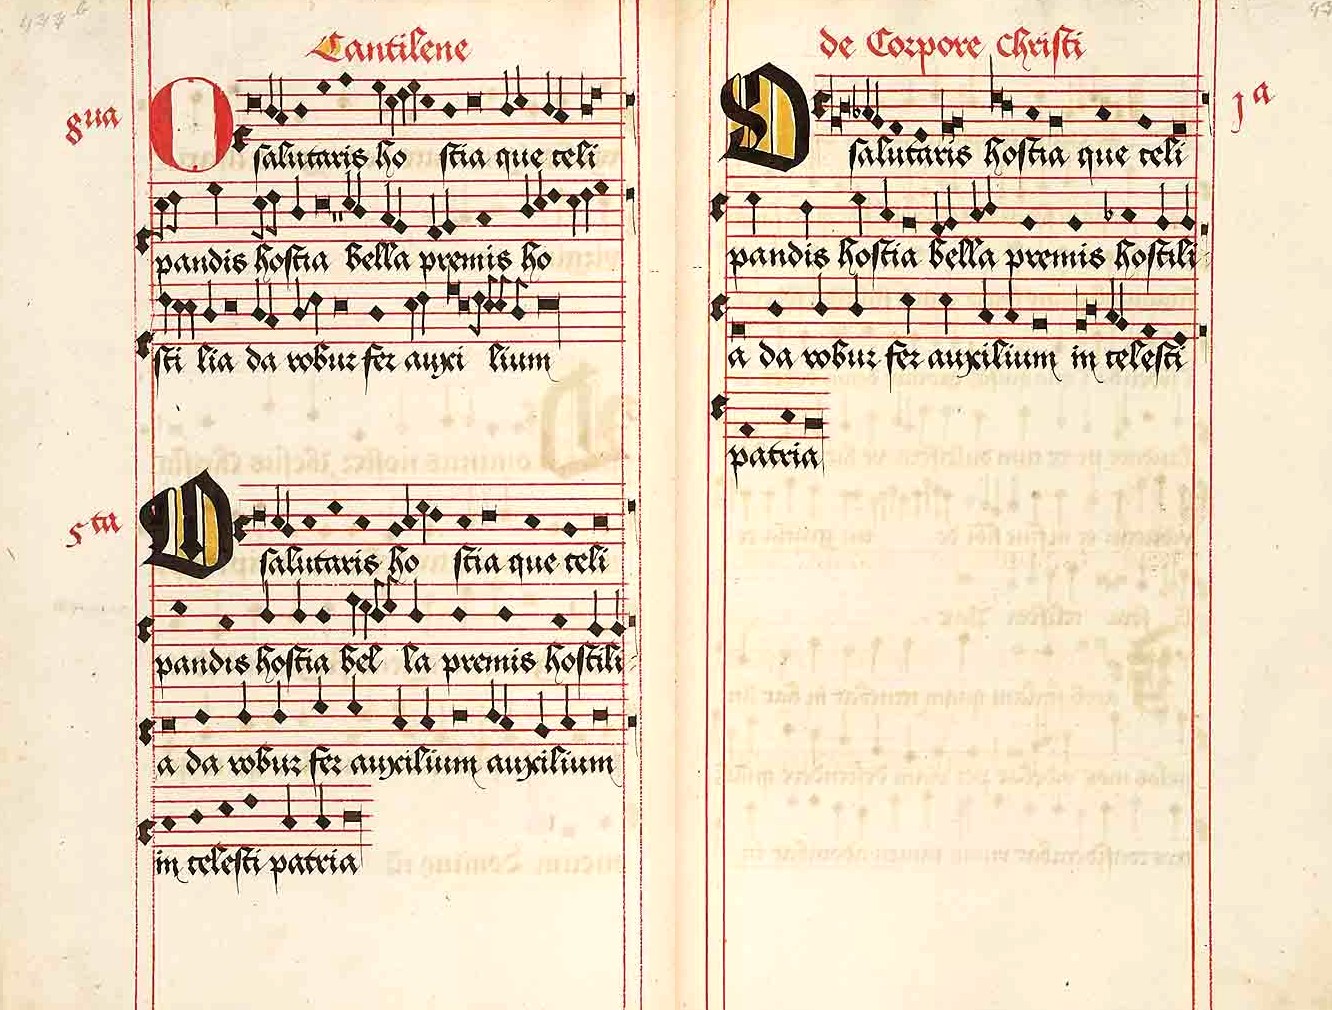 437 b
Cantilene
8ua
O salutaris ho stia que celi
pandis hostia bella premis ho
sti lia da robur fer auxi lium
5ta
O salutaris ho stia que celi
pandis hostia bel la premis hostili
a da robur fer auxilium auxilium
in celesti patria
de Corpore Christi
Ja
O salutaris hostia que celi
pandis hostia bella premis hostili
a da robur fer auxilium in celesti
patria